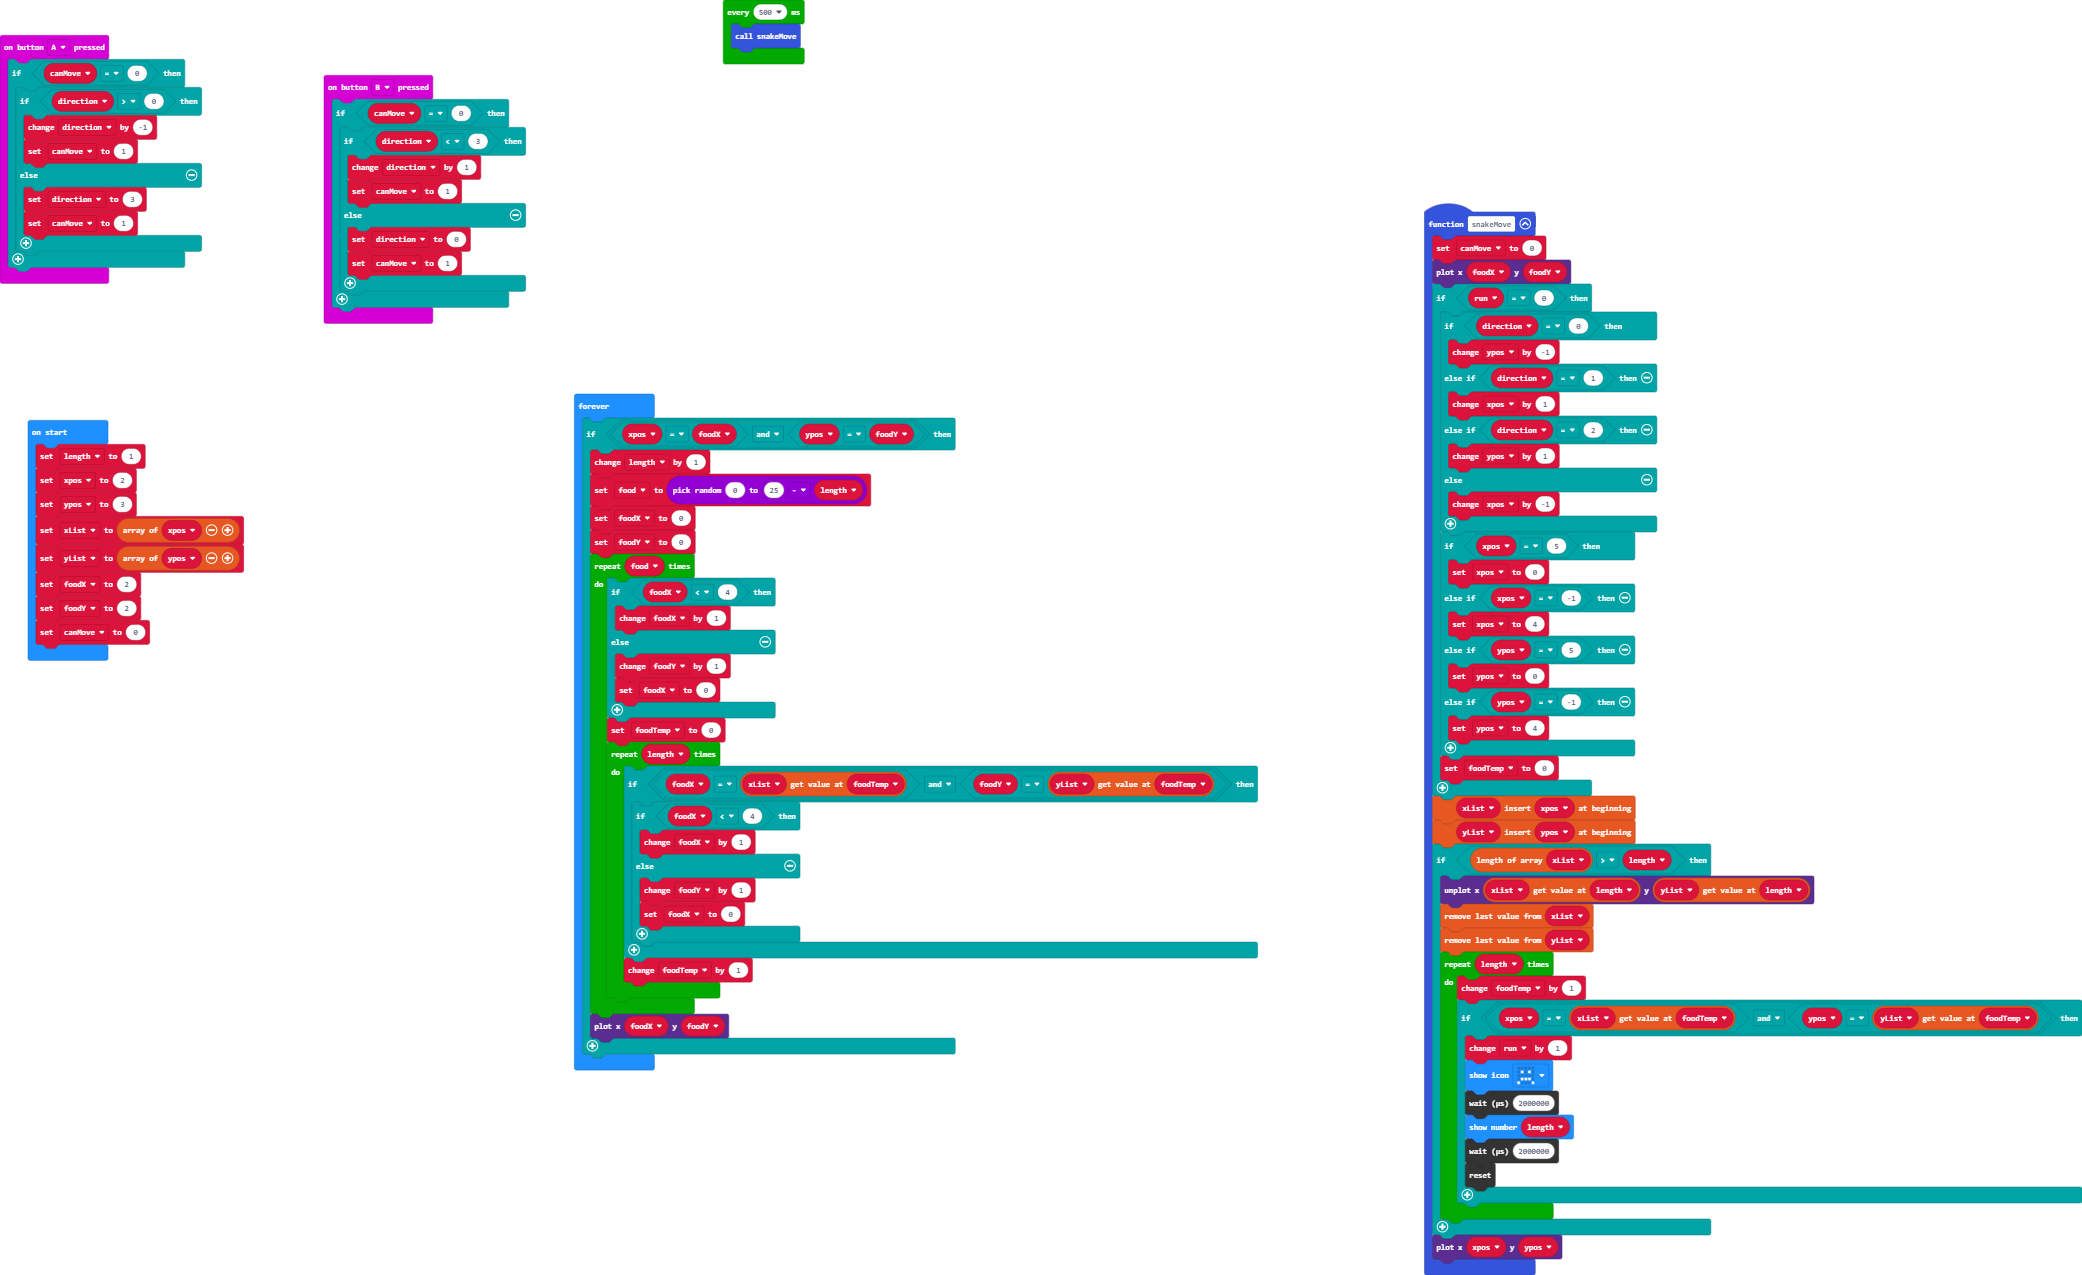 every 500 ms
call snakeMove
on button A pressed
if canMove = 0 then
if direction > 0 then
change direction by -1
set canMove to 1
else
set direction to 3
set canMove to 1
on button B pressed
if canMove = 0 then
if direction < 3 then
change direction by 1
set canMove to 1
else
set direction to 0
set canMove to 1
on start
set length to 1
set xpos to 2
set ypos to 3
set xList to array of xpos
set yList to array of ypos
set foodX to 2
set foodY to 2
set canMove to 0
forever
if xpos = foodX and ypos = foodY then
change length by 1
set food to pick random 0 to 25 - length
set foodX to 0
set foodY to 0
repeat food times
do if foodX < 4 then
change foodX by 1
else
change foodY by 1
set foodX to 0
set foodTemp to 0
repeat length times
do if foodX = xList get value at foodTemp and foodY = yList get value at foodTemp then
if foodX < 4 then
change foodX by 1
else
change foodY by 1
set foodX to 0
change foodTemp by 1
plot x foodX y foodY
function snakeMove
set canMove to 0
plot x foodX y foodY
if run = 0 then
if direction = 0 then
change ypos by -1
else if direction = 1 then
change xpos by 1
else if direction = 2 then
change ypos by 1
else
change xpos by -1
if xpos = 5 then
set xpos to 0
else if xpos = -1 then
set xpos to 4
else if ypos = 5 then
set ypos to 0
else if ypos = -1 then
set ypos to 4
set foodTemp to 0
xList insert xpos at beginning
yList insert ypos at beginning
if length of array xList > length then
unplot x xList get value at length y yList get value at length
remove last value from xList
remove last value from yList
repeat length times
do change foodTemp by 1
if xpos = xList get value at foodTemp and ypos = yList get value at foodTemp then
change run by 1
show icon
wait (µs) 2000000
show number length
wait (µs) 2000000
reset
plot x xpos y ypos